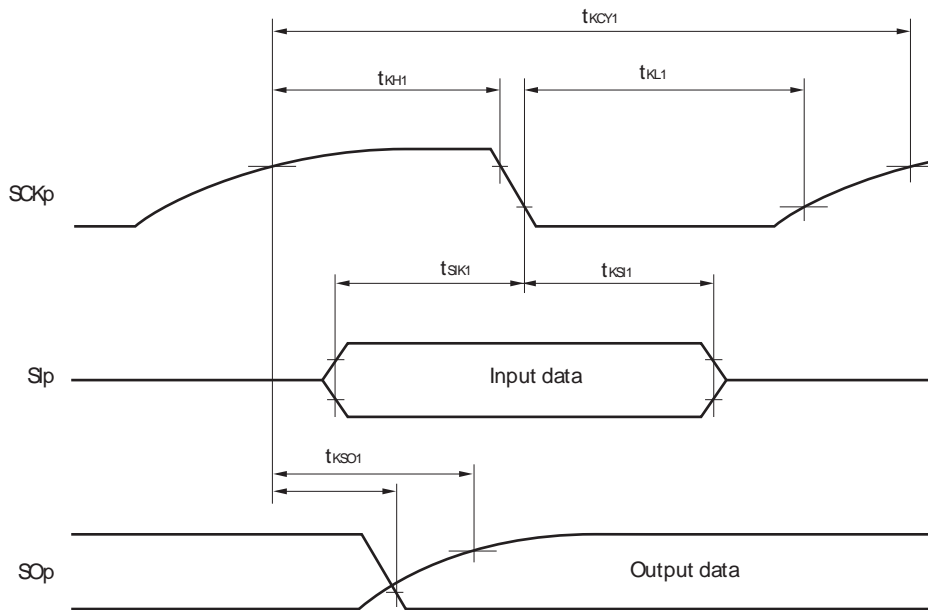 tKCY1
tKH1
tKL1
SCKp
tSIK1
tKSI1
SIp
Input data
tKSO1
SOp
Output data